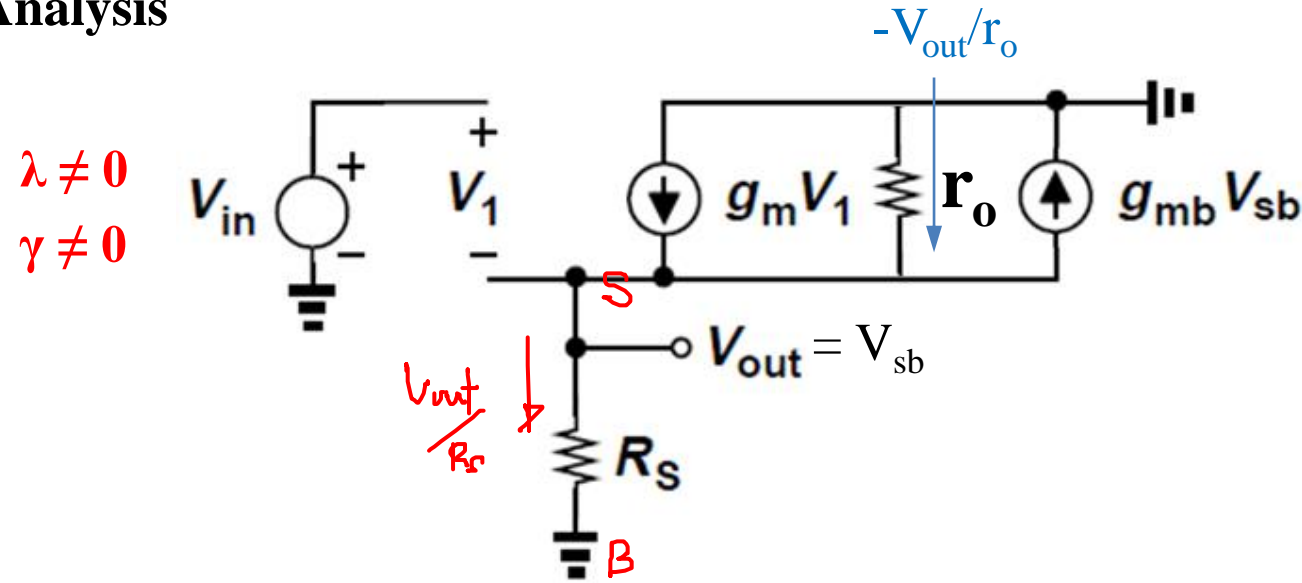 Analysis
-Vout/ro
λ ≠ 0
γ ≠ 0
Vin
+
−
+
V1
−
gmV1
ro
gmbVsb
S
Vout = Vsb
Vout/Rs
RS
B